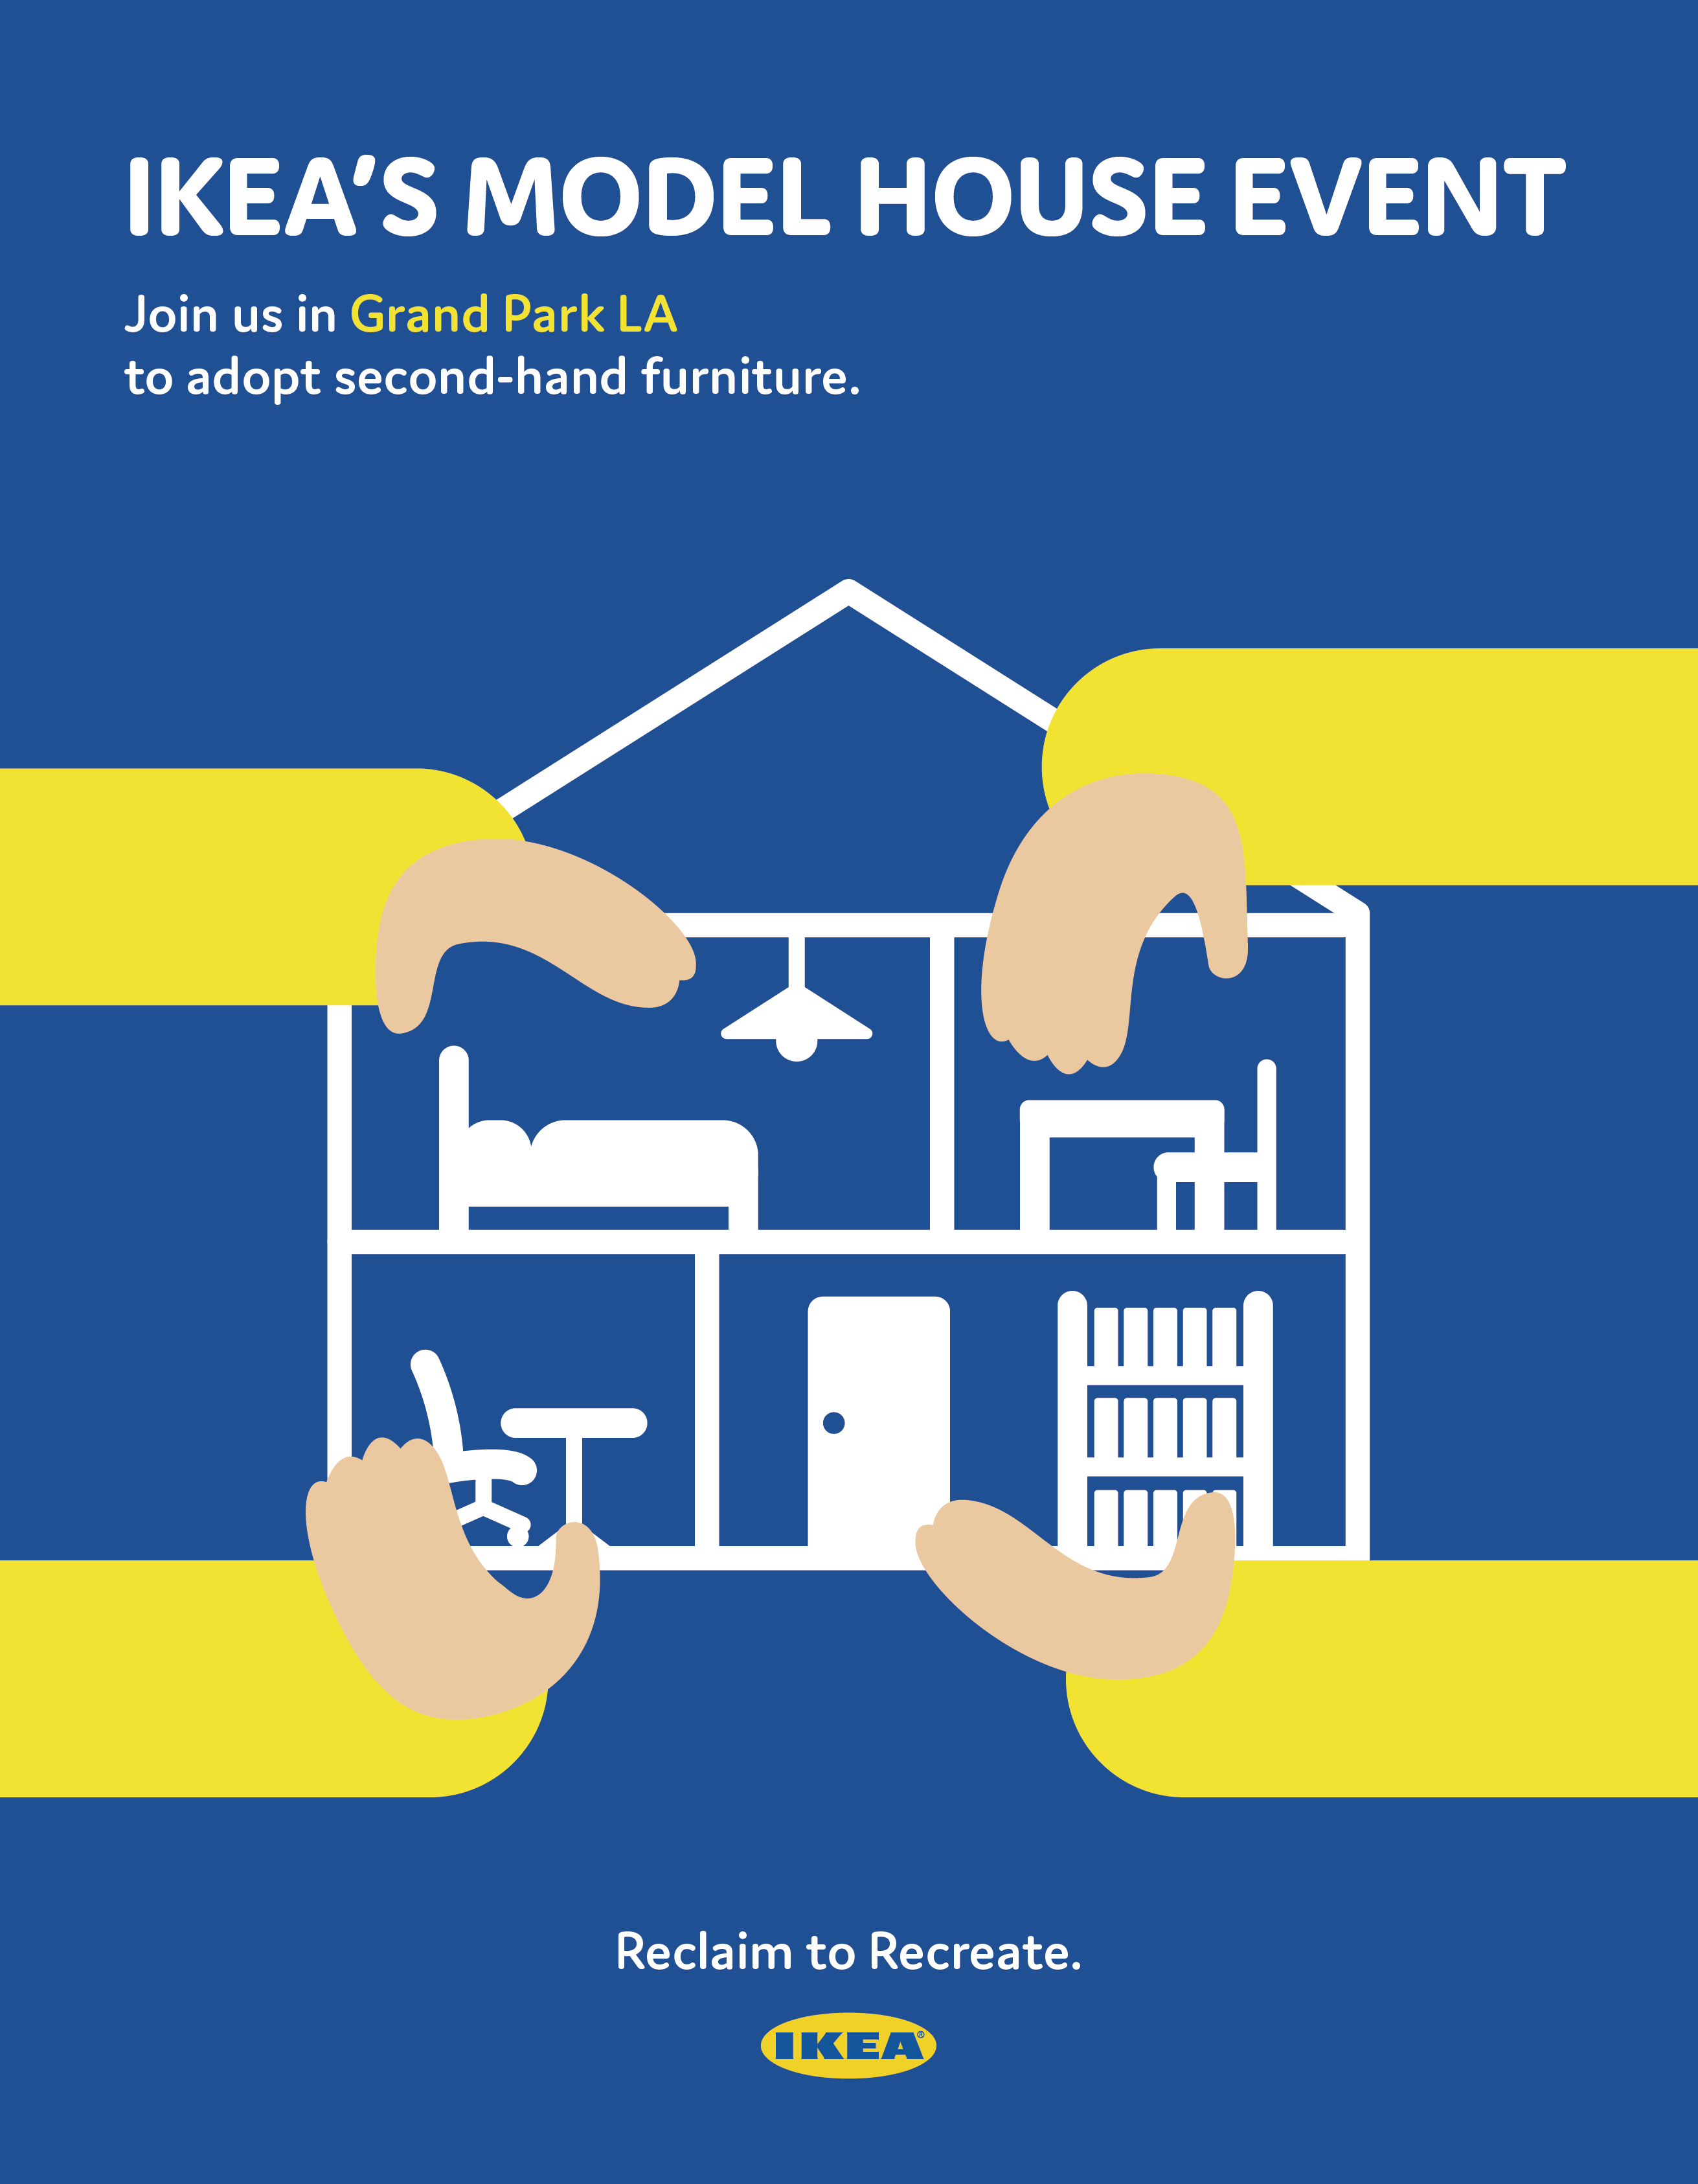 IKEA'S MODEL HOUSE EVENT
Join us in Grand Park LA
to adopt second-hand furniture.
Reclaim to Recreate.
IKEA®